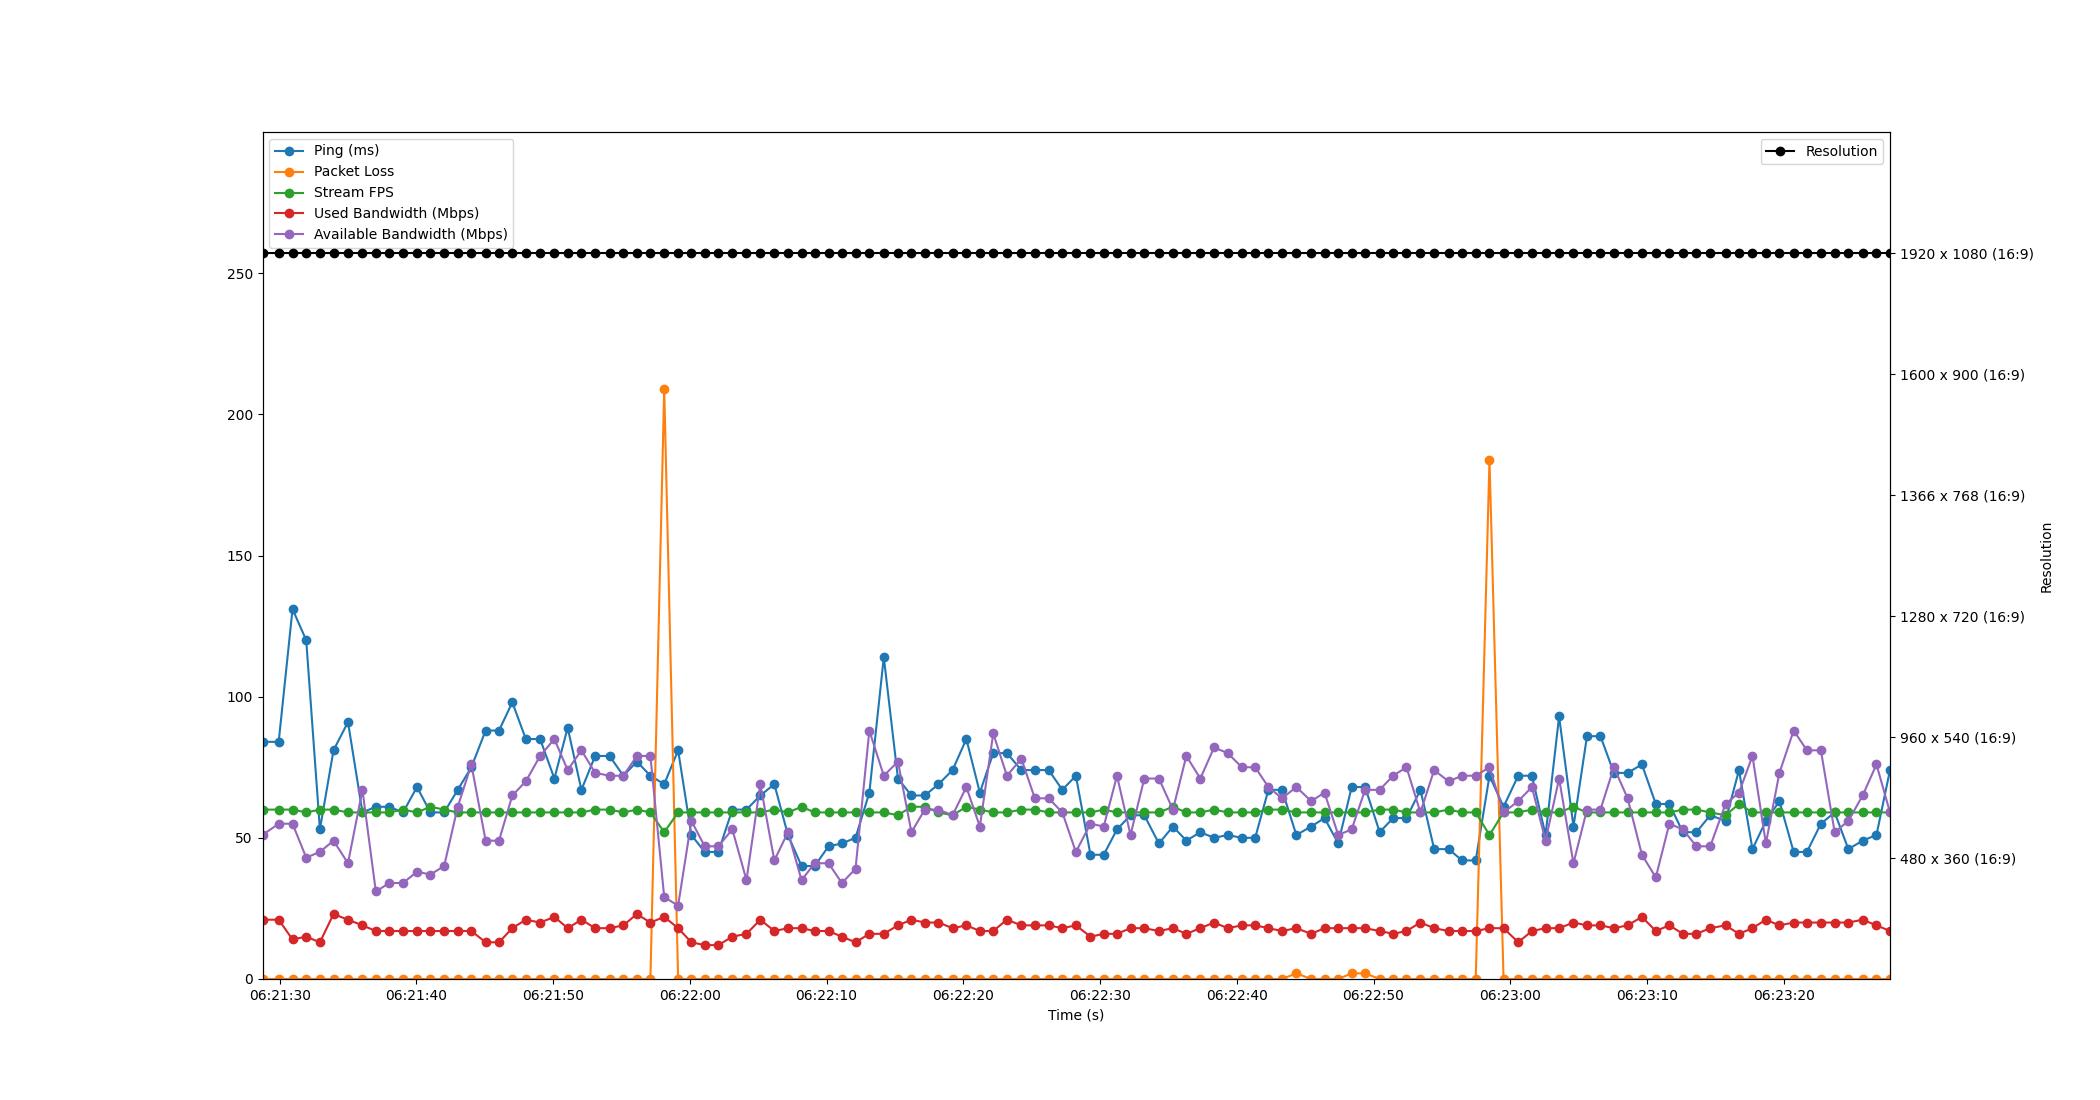 Ping (ms)
Packet Loss
Stream FPS
Used Bandwidth (Mbps)
Available Bandwidth (Mbps)
Resolution
250
200
150
100
50
0
1920 x 1080 (16:9)
1600 x 900 (16:9)
1366 x 768 (16:9)
1280 x 720 (16:9)
960 x 540 (16:9)
480 x 360 (16:9)
Resolution
06:21:30 06:21:40 06:21:50 06:22:00 06:22:10 06:22:20 06:22:30 06:22:40 06:22:50 06:23:00 06:23:10 06:23:20
Time (s)